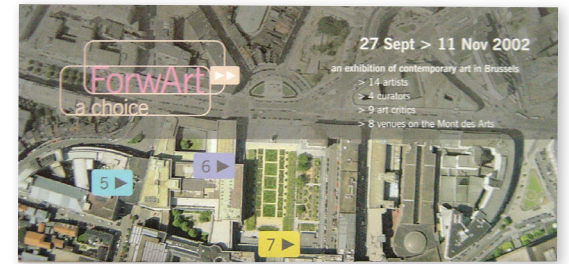 27 Sept > 11 Nov 2002
an exhibition of contemporary art in Brussels
> 14 artists
> 4 curators
> 9 art critics
> 8 venues on the Mont des Arts
ForwArt ▶▶
a choice
6 ▶
5 ▶
7 ▶